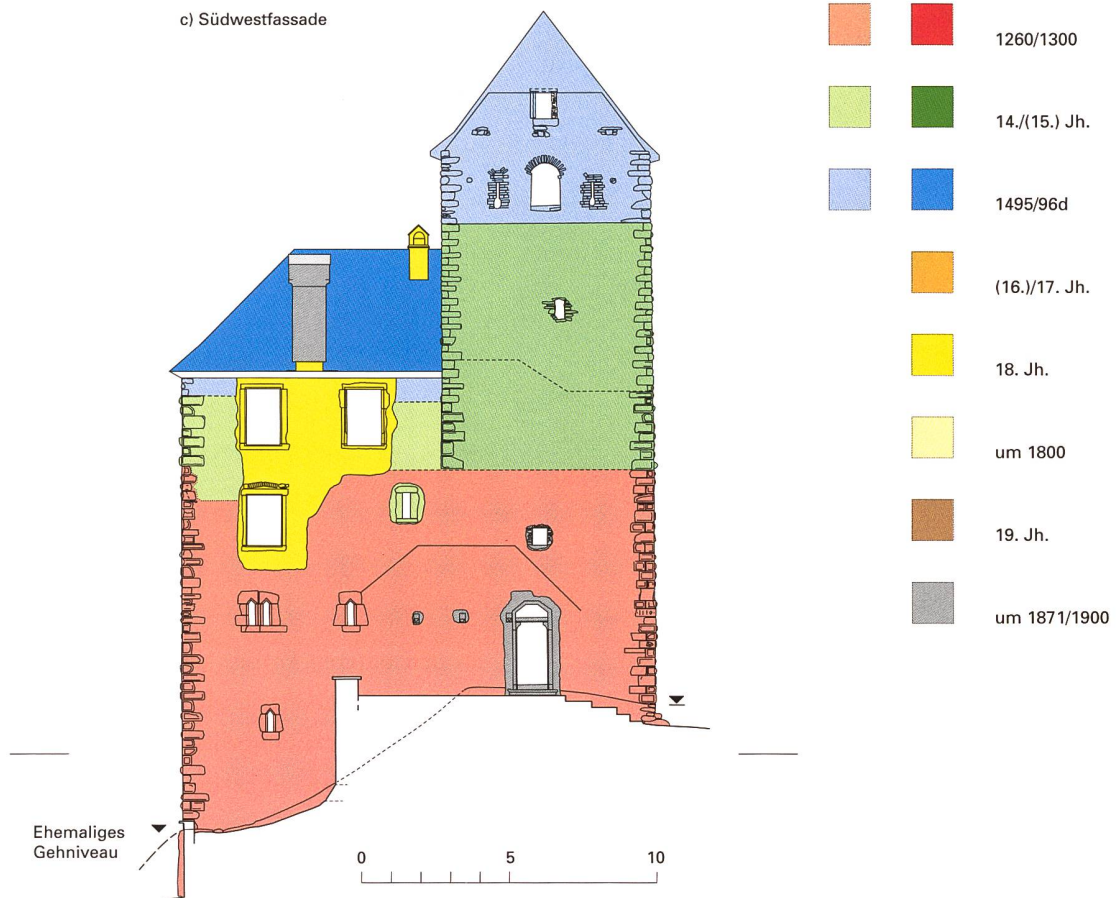 c) Südwestfassade
1260/1300
14./(15.) Jh.
1495/96d
(16.)/17. Jh.
18. Jh.
um 1800
19. Jh.
um 1871/1900
Ehemaliges
Gehniveau
0 5 10